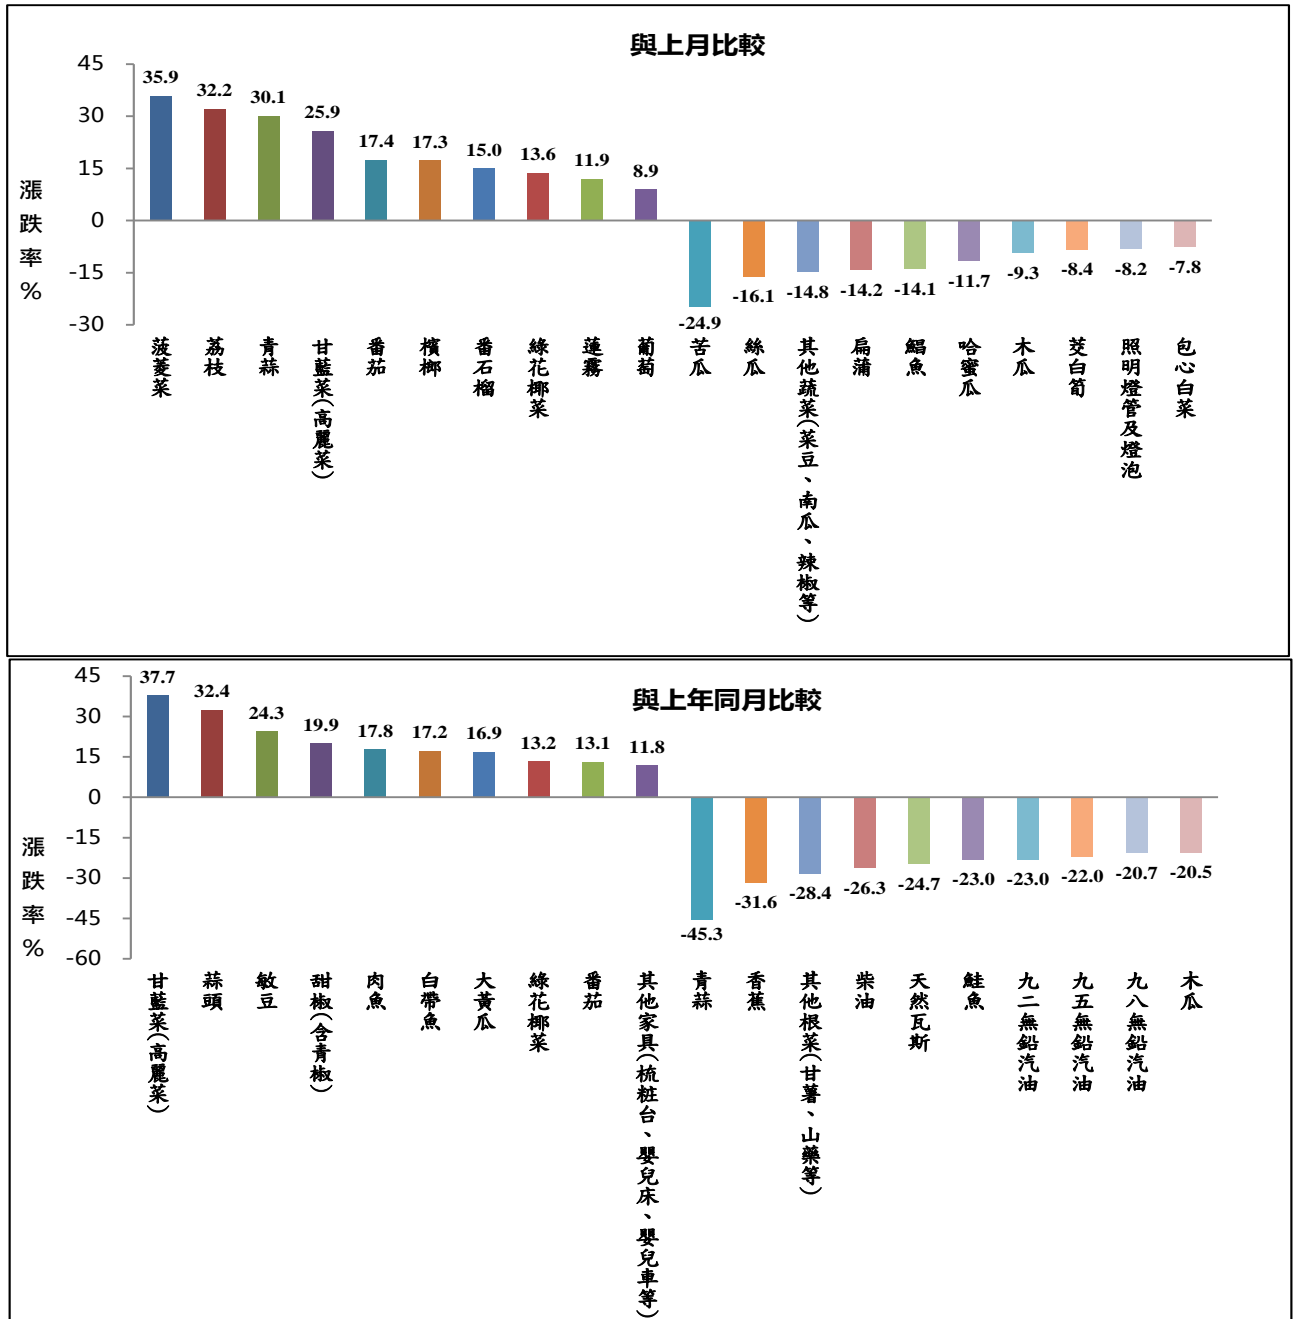 與上月比較
漲跌率%
45
30
15
0
-15
-30
35.9
32.2
30.1
25.9
17.4
17.3
15.0
13.6
11.9
8.9
-24.9
-16.1
-14.8
-14.2
-14.1
-11.7
-9.3
-8.4
-8.2
-7.8
菠菱菜
荔枝
青蒜
甘藍菜(高麗菜)
番茄
檳榔
番石榴
綠花椰菜
蓮霧
葡萄
苦瓜
絲瓜
其他蔬菜(菜豆、南瓜、辣椒等)
扁蒲
鯧魚
哈蜜瓜
木瓜
茭白筍
照明燈管及燈泡
包心白菜
與上年同月比較
漲跌率%
45
30
15
0
-15
-30
-45
-60
37.7
32.4
24.3
19.9
17.8
17.2
16.9
13.2
13.1
11.8
-45.3
-31.6
-28.4
-26.3
-24.7
-23.0
-23.0
-22.0
-20.7
-20.5
甘藍菜(高麗菜)
蒜頭
敏豆
甜椒(含青椒)
肉魚
白帶魚
大黃瓜
綠花椰菜
番茄
其他家具(梳粧台、嬰兒床、嬰兒車等)
青蒜
香蕉
其他根菜(甘薯、山藥等)
柴油
天然瓦斯
鮭魚
九二無鉛汽油
九五無鉛汽油
九八無鉛汽油
木瓜